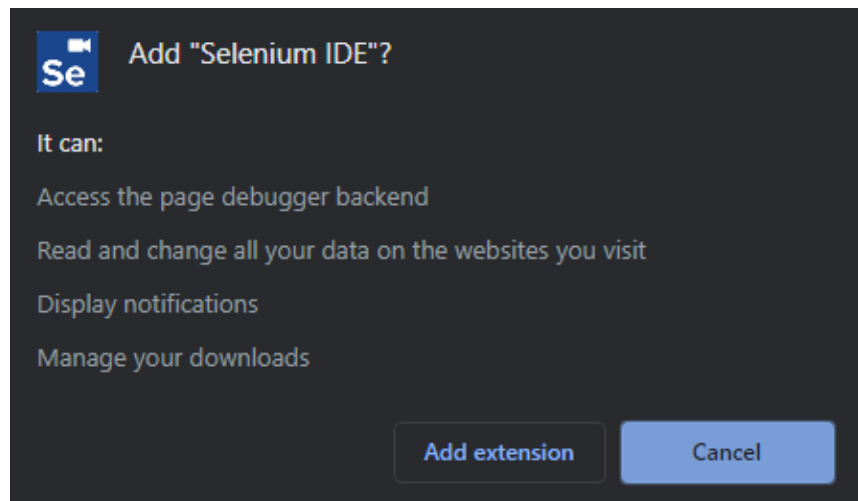 Se
Add "Selenium IDE"?
It can:
Access the page debugger backend
Read and change all your data on the websites you visit
Display notifications
Manage your downloads
Add extension
Cancel